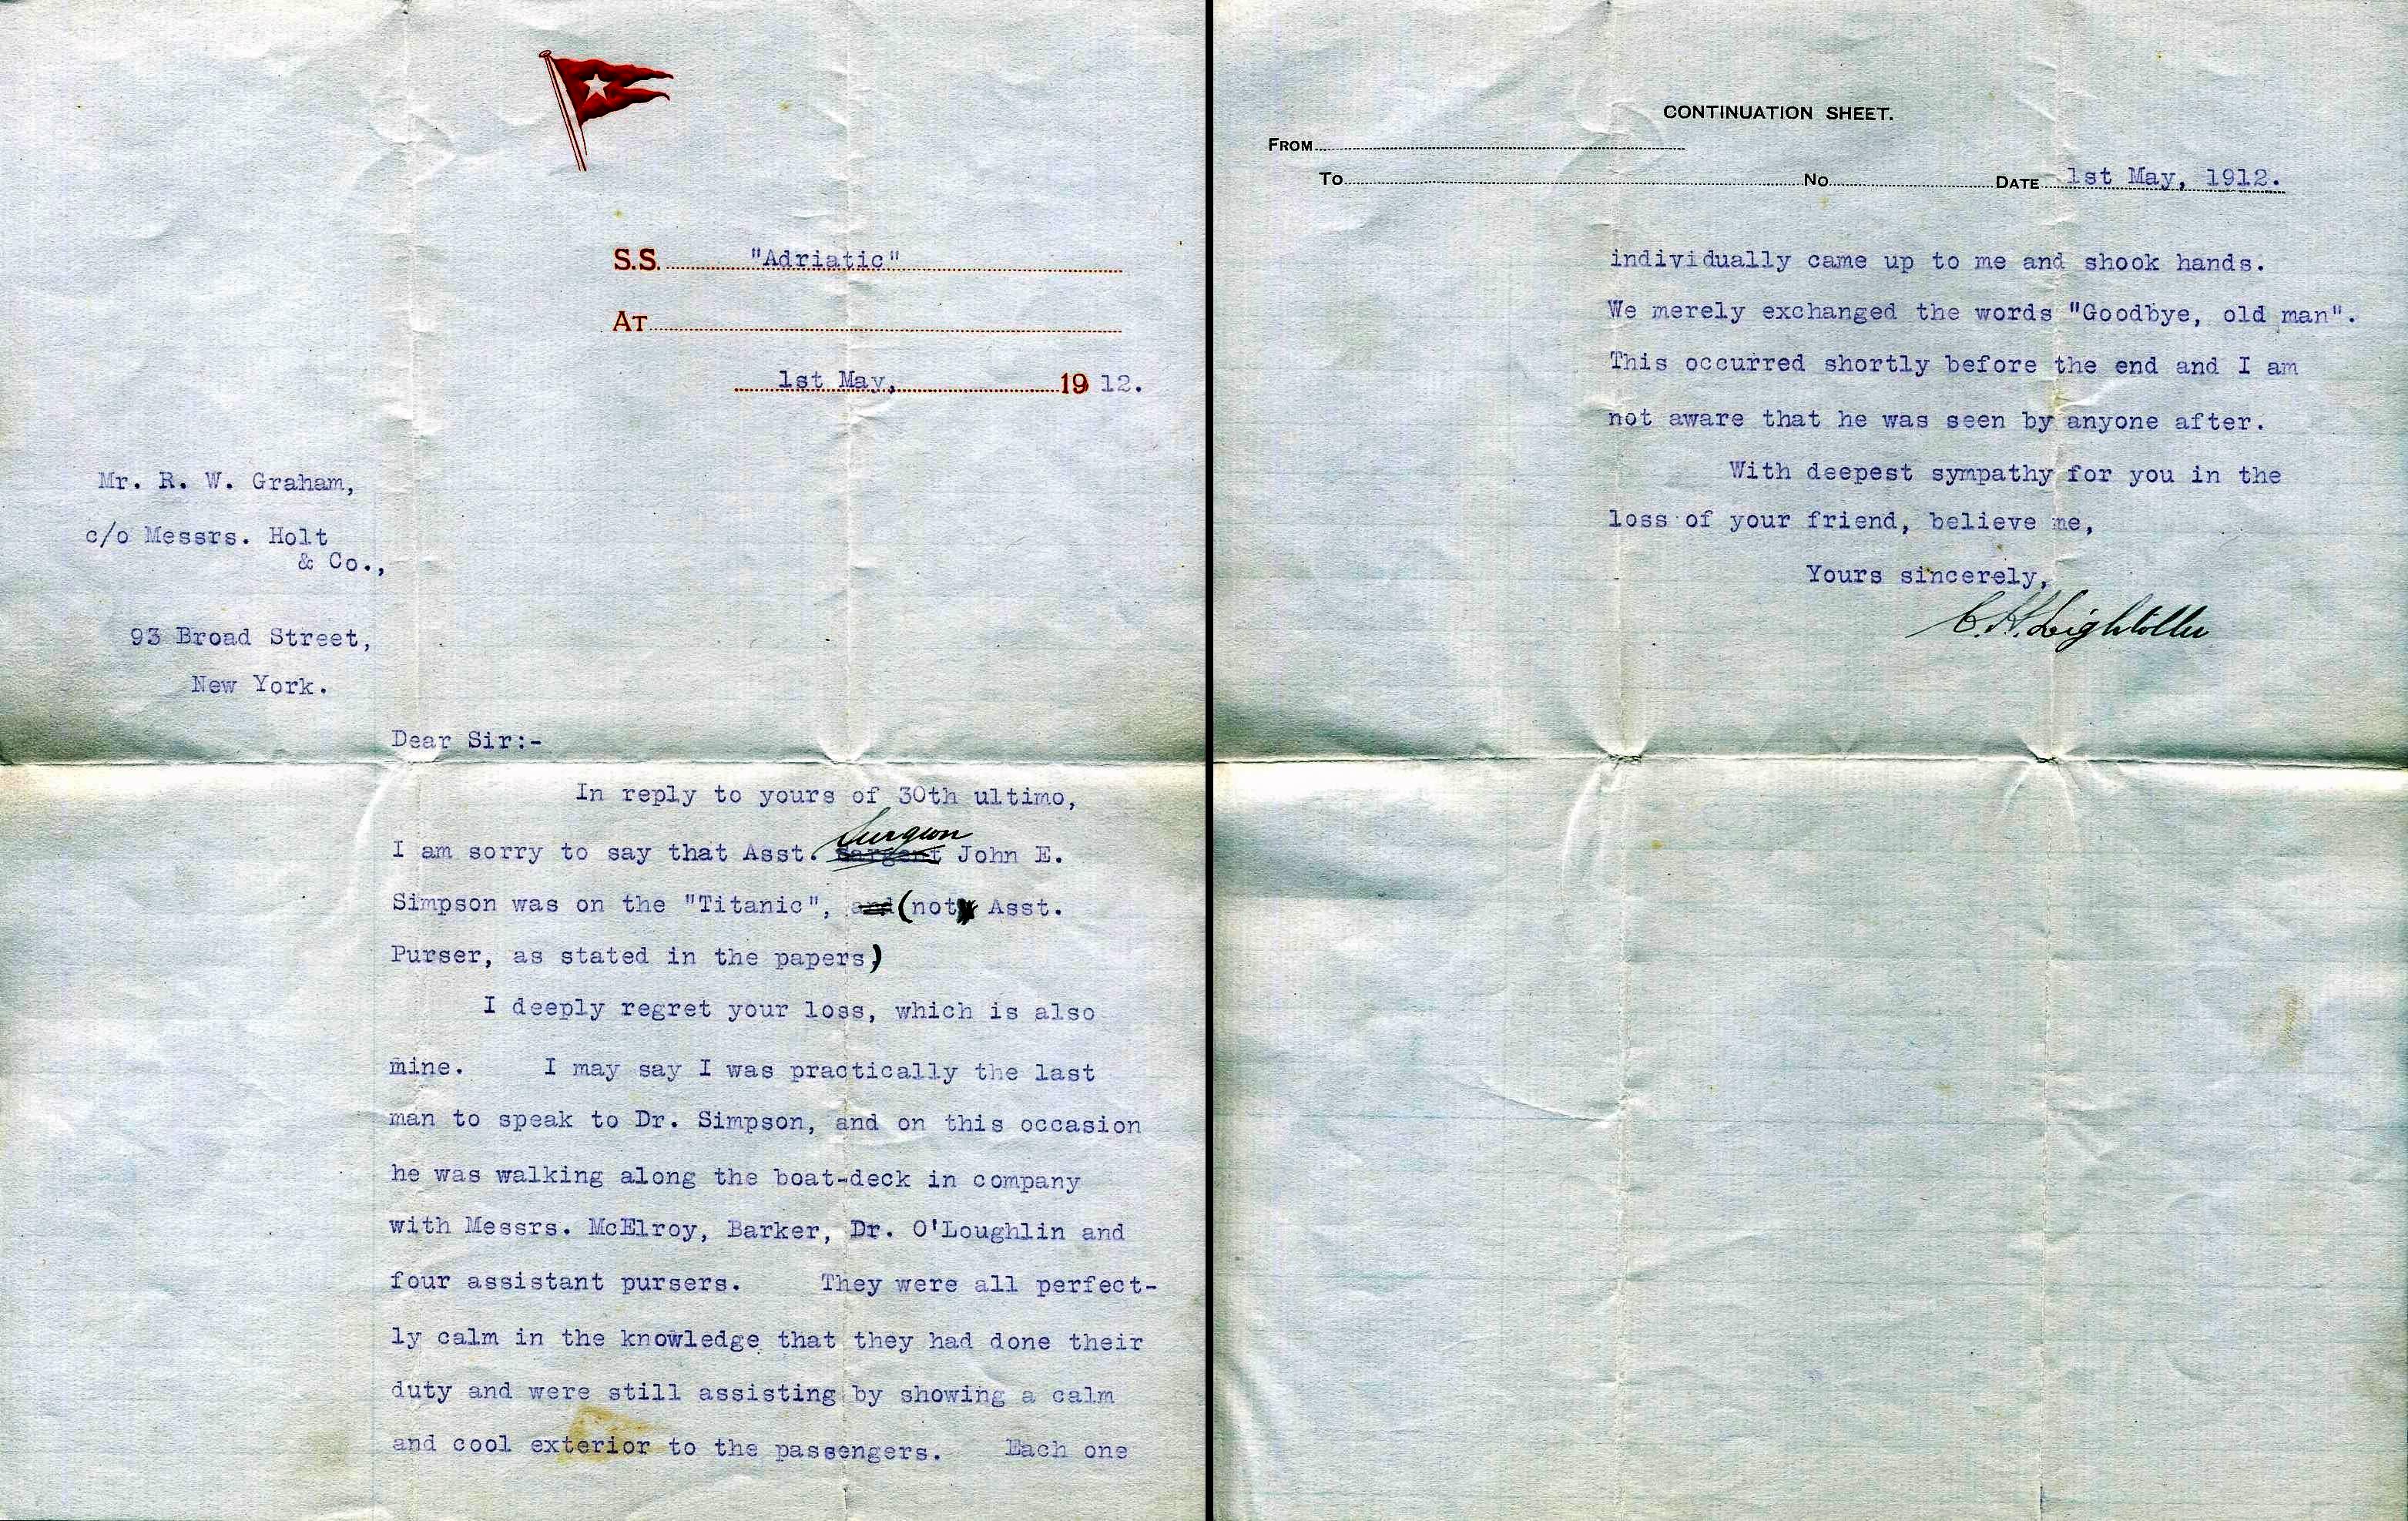 S.S. "Adriatic"
At
1st May, 1912.
Mr. R. W. Graham,
c/o Messrs. Holt
& Co.,
93 Broad Street,
New York.
Dear Sir:-
In reply to yours of 30th ultimo,
Surgeon
I am sorry to say that Asst. Sargent John E.
Simpson was on the "Titanic", and (not Asst.
Purser, as stated in the papers)
I deeply regret your loss, which is also
mine. I may say I was practically the last
man to speak to Dr. Simpson, and on this occasion
he was walking along the boat-deck in company
with Messrs. McElroy, Barker, Dr. O'Loughlin and
four assistant pursers. They were all perfect-
ly calm in the knowledge that they had done their
duty and were still assisting by showing a calm
and cool exterior to the passengers. Each one
CONTINUATION SHEET.
From
To No Date 1st May, 1912.
individually came up to me and shook hands.
We merely exchanged the words "Goodbye, old man".
This occurred shortly before the end and I am
not aware that he was seen by anyone after.
With deepest sympathy for you in the
loss of your friend, believe me,
Yours sincerely,
C. H. Lightoller